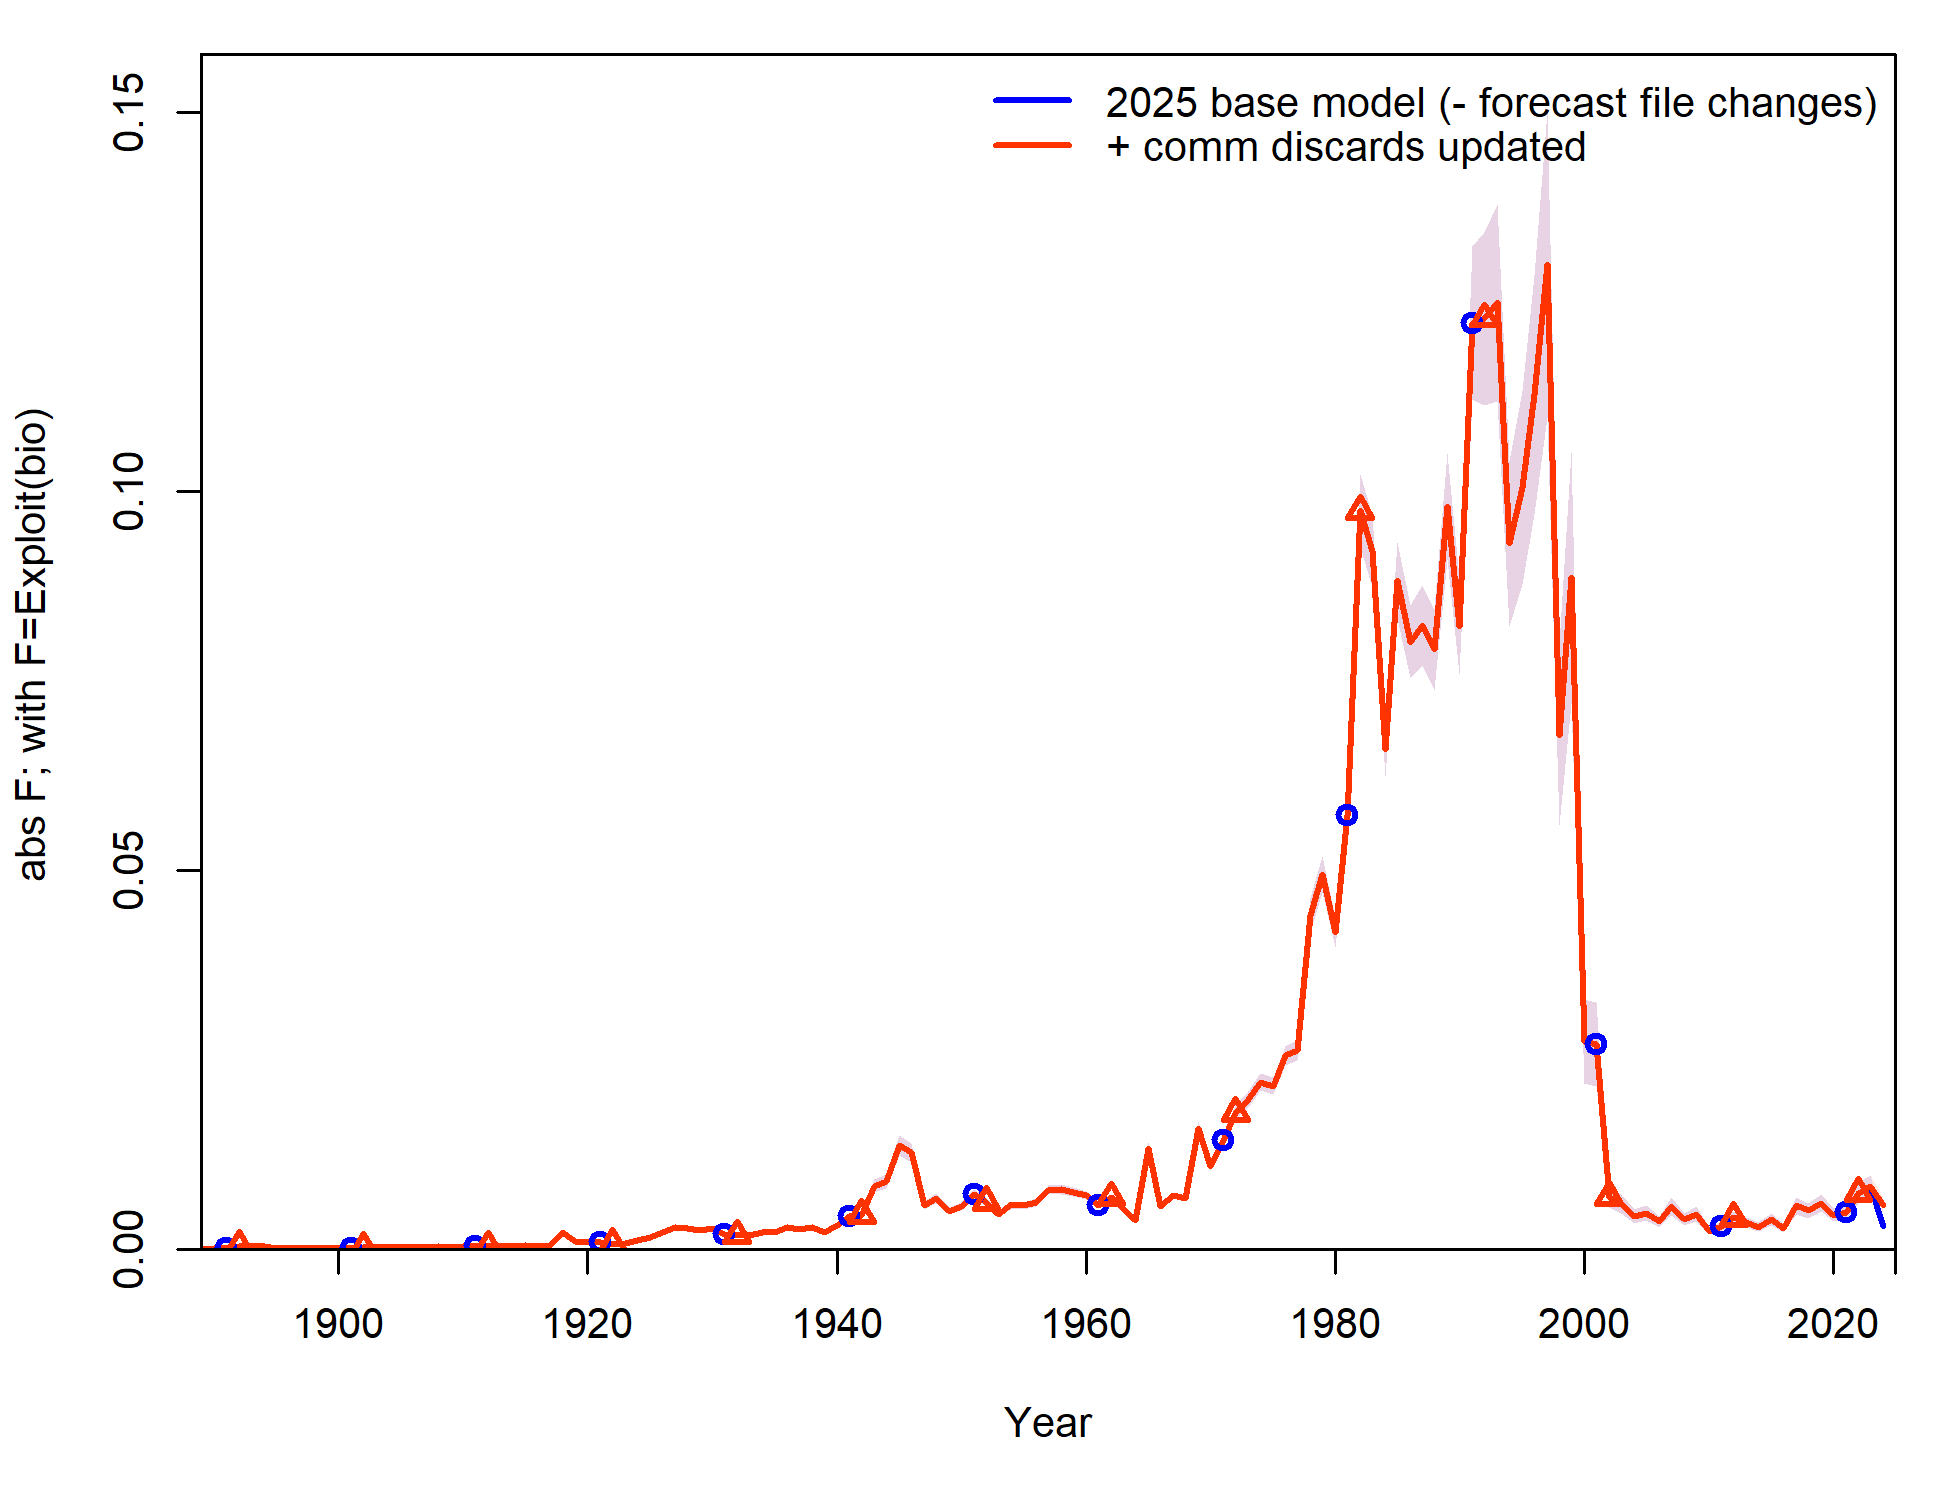 2025 base model (- forecast file changes)
+ comm discards updated
abs F; with F=Exploit(bio)
0.15
0.10
0.05
0.00
1900 1920 1940 1960 1980 2000 2020
Year